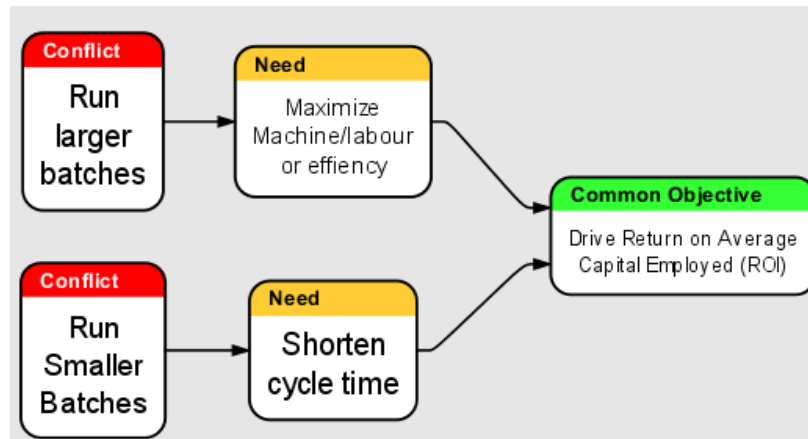 Conflict
Run
larger
batches
Need
Maximize
Machine/labour
or effiency
Common Objective
Drive Return on Average
Capital Employed (ROI)
Conflict
Run
Smaller
Batches
Need
Shorten
cycle time